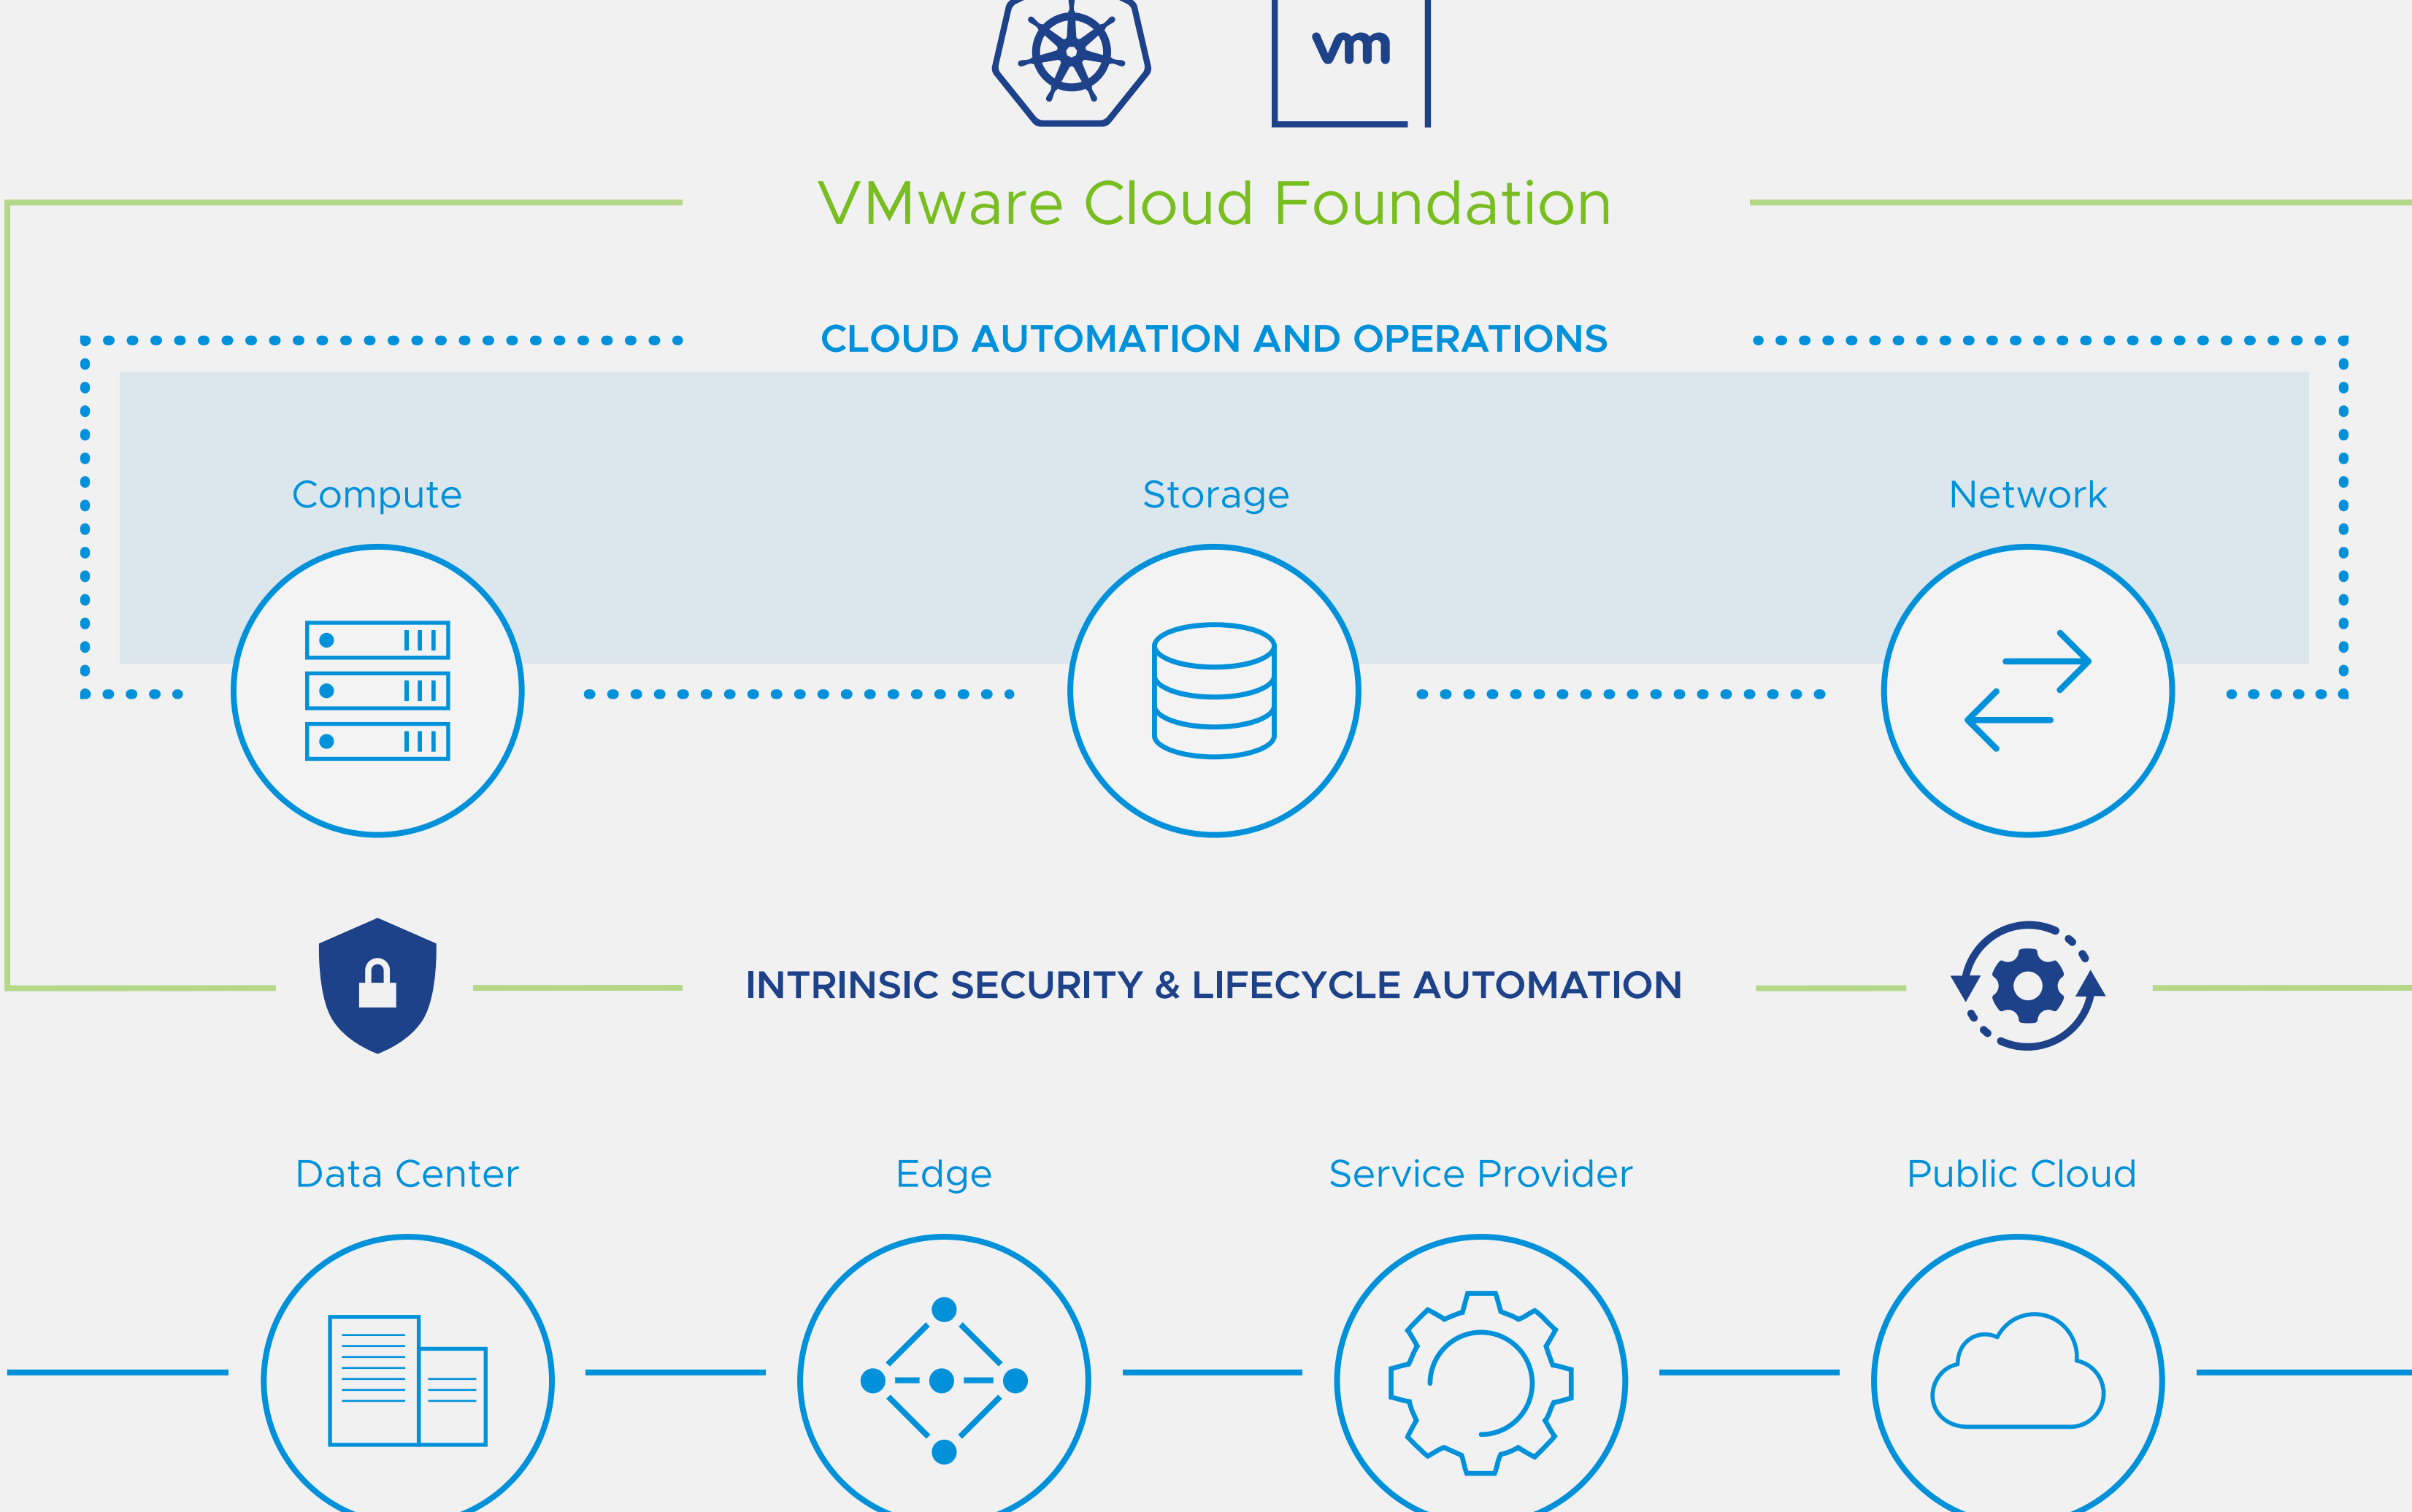 vm
VMware Cloud Foundation
CLOUD AUTOMATION AND OPERATIONS
Compute
Storage
Network
INTRINSIC SECURITY & LIFECYCLE AUTOMATION
Data Center
Edge
Service Provider
Public Cloud